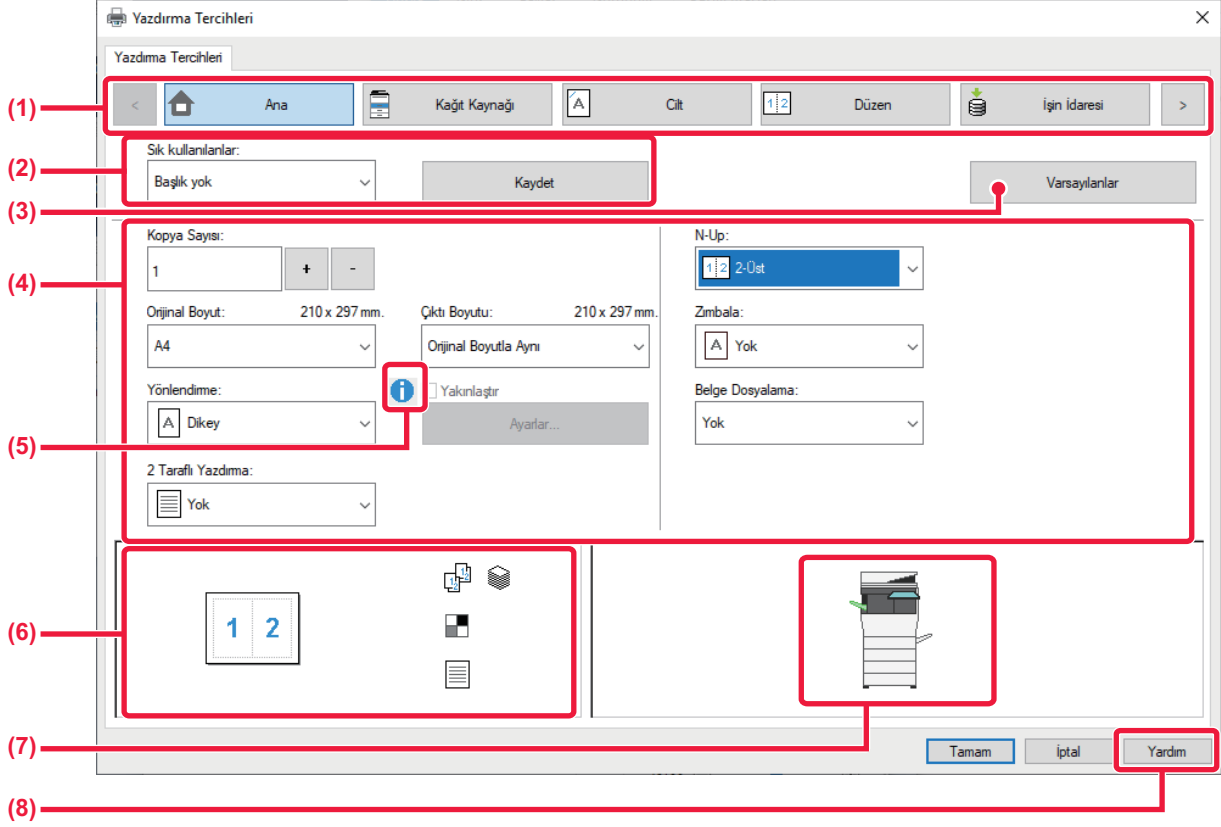 Yazdırma Tercihleri
Yazdırma Tercihleri
(1)
< Ana Kağıt Kaynağı Cilt Düzen İşin İdaresi >
Sık kullanılanlar:
(2)
Başlık yok Kaydet Varsayılanlar
(3)
Kopya Sayısı: N-Up:
1 + - 1 2 2-Üst
(4)
Orijinal Boyut: 210 x 297 mm. Çıktı Boyutu: 210 x 297 mm. Zımbala:
A4 Orijinal Boyutla Aynı A Yok
Yönlendirme: i Yakınlaştır Belge Dosyalama:
A Dikey Ayarlar... Yok
(5)
2 Taraflı Yazdırma:
Yok
(6)
1 2
(7)
Tamam İptal Yardım
(8)